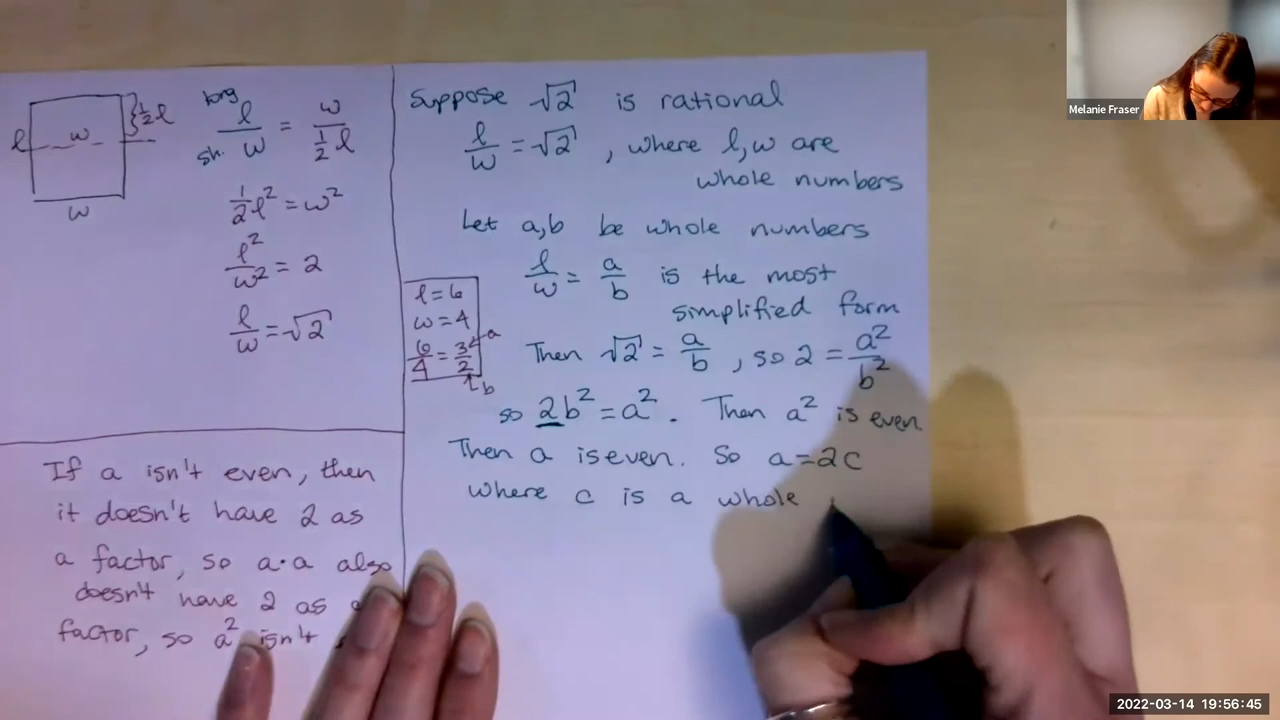 long
l/w = w/½l
sh.
l
w
½l
w
½l² = w²
l²/w² = 2
l/w = √2
If a isn't even, then
it doesn't have 2 as
a factor, so a·a also
doesn't have 2 as
factor, so a² isn't
Suppose √2 is rational
l/w = √2, where l,w are
whole numbers
Let a,b be whole numbers
l/w = a/b is the most
simplified form
l=6
w=4
6/4 = 3/2
a
b
Then √2 = a/b, so 2 = a²/b²
so 2b² = a². Then a² is even
Then a is even. So a=2c
where c is a whole
Melanie Fraser
2022-03-14 19:56:45